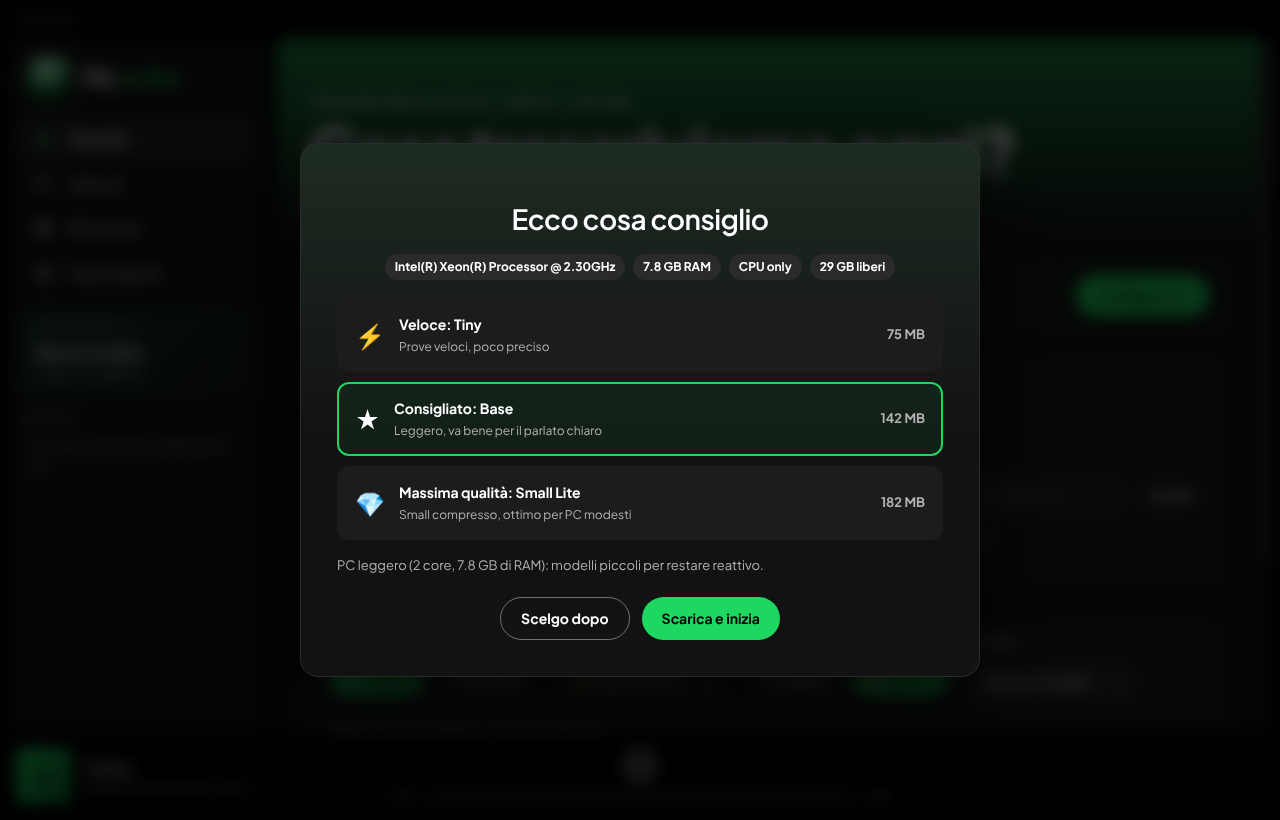 Ecco cosa consiglio
Intel(R) Xeon(R) Processor @ 2.30GHz 7.8 GB RAM CPU only 29 GB liberi
Veloce: Tiny
Prove veloci, poco preciso
75 MB
Consigliato: Base
Leggero, va bene per il parlato chiaro
142 MB
Massima qualità: Small Lite
Small compresso, ottimo per PC modesti
182 MB
PC leggero (2 core, 7.8 GB di RAM): modelli piccoli per restare reattivo.
Scelgo dopo Scarica e inizia